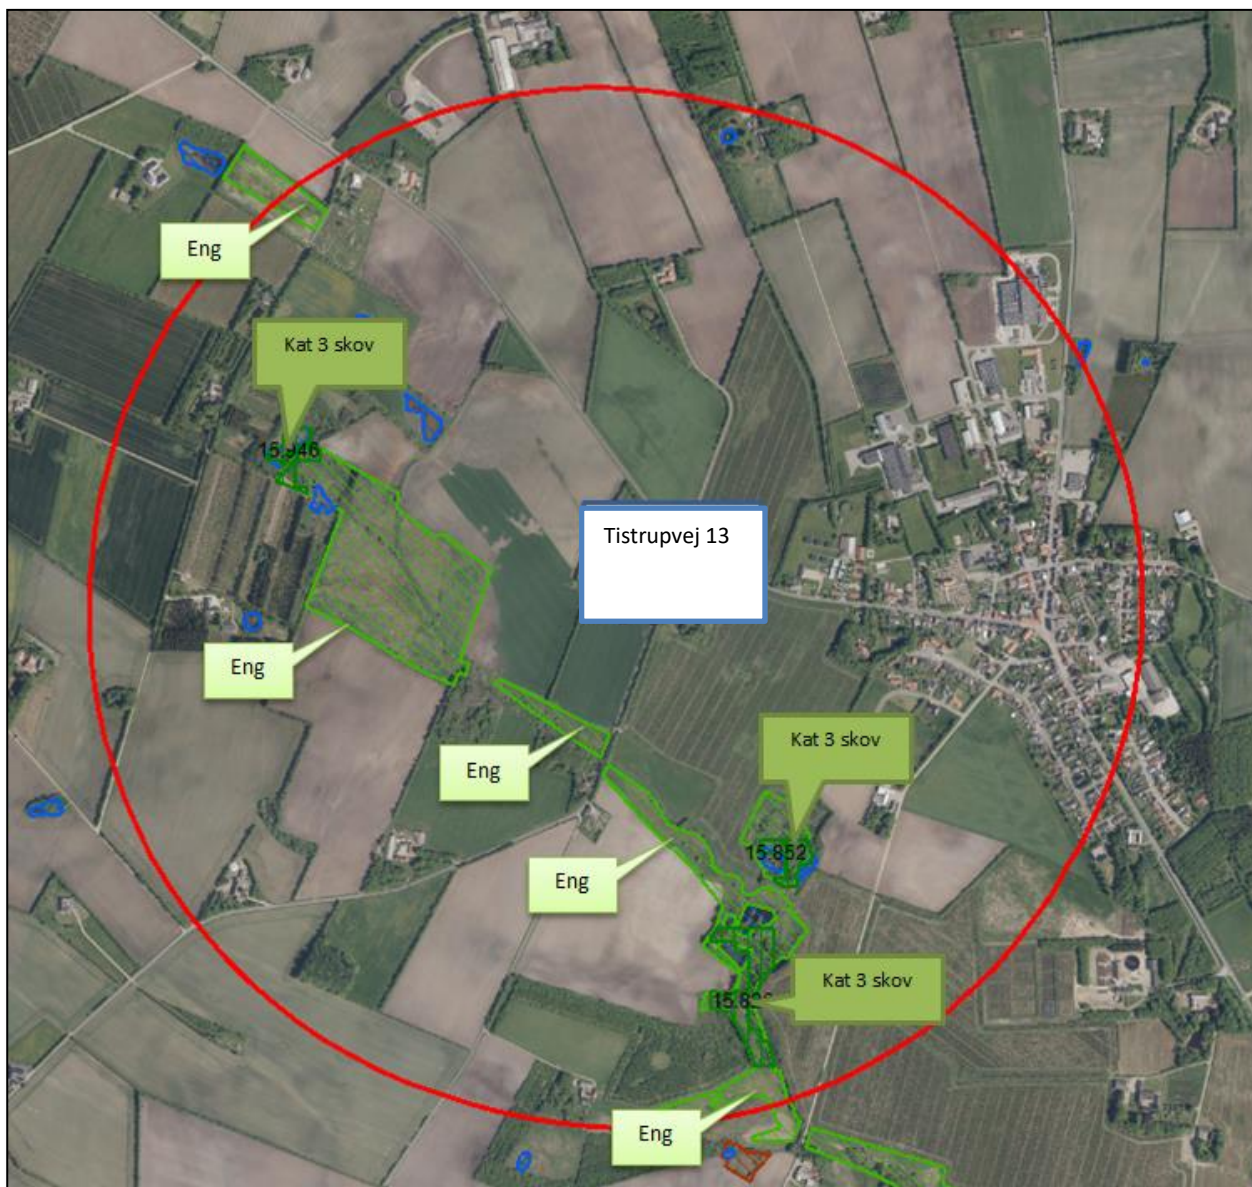 Eng
Kat 3 skov
15.946
Tistrupvej 13
Eng
Kat 3 skov
Eng
15.852
Eng
Kat 3 skov
Eng